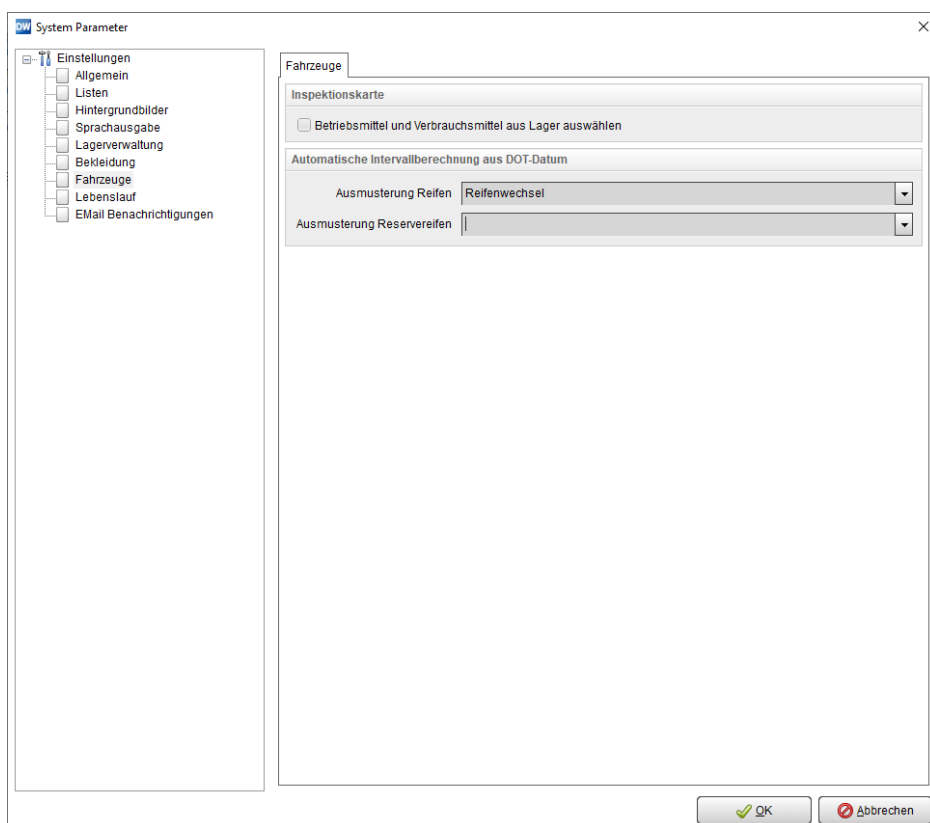 DW System Parameter
Einstellungen
Allgemein
Listen
Hintergrundbilder
Sprachausgabe
Lagerverwaltung
Bekleidung
Fahrzeuge
Lebenslauf
EMail Benachrichtigungen
Fahrzeuge
Inspektionskarte
Betriebsmittel und Verbrauchsmittel aus Lager auswählen
Automatische Intervallberechnung aus DOT-Datum
Ausmusterung Reifen Reifenwechsel
Ausmusterung Reservereifen
OK Abbrechen